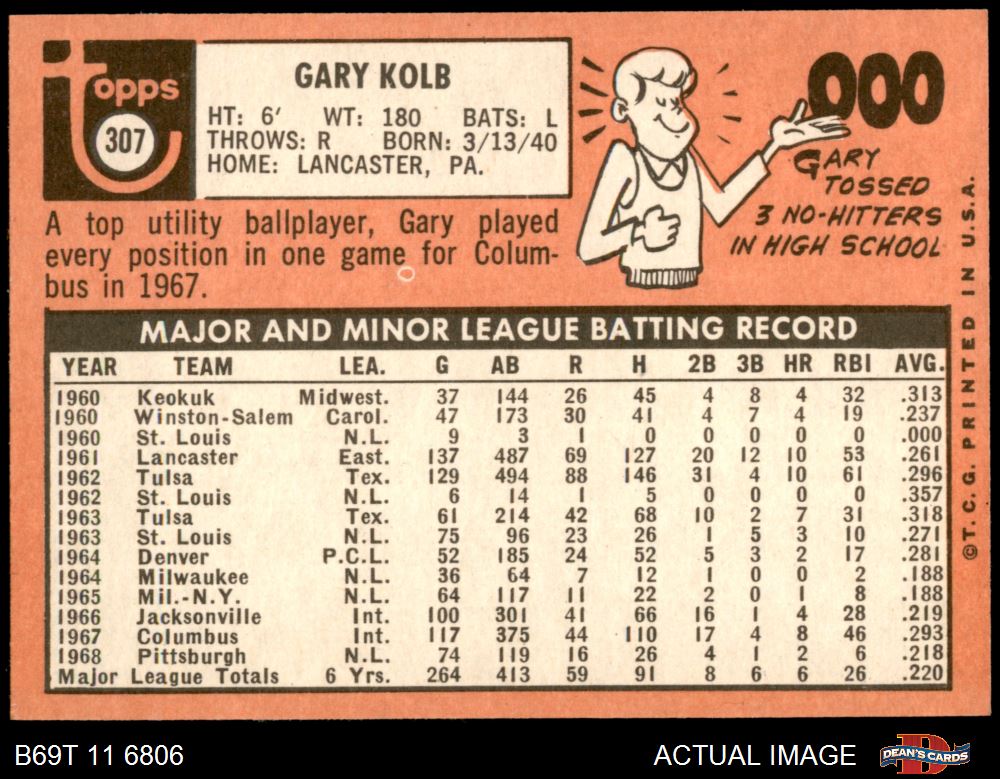 Topps
307
GARY KOLB
HT: 6' WT: 180 BATS: L
THROWS: R BORN: 3/13/40
HOME: LANCASTER, PA.
000
GARY
TOSSED
3 NO-HITTERS
IN HIGH SCHOOL
A top utility ballplayer, Gary played
every position in one game for Colum-
bus in 1967.
MAJOR AND MINOR LEAGUE BATTING RECORD
YEAR TEAM LEA. G AB R H 2B 3B HR RBI AVG.
1960 Keokuk Midwest. 37 144 26 45 4 8 4 32 .313
1960 Winston-Salem Carol. 47 173 30 41 4 7 4 19 .237
1960 St. Louis N.L. 9 3 1 0 0 0 0 0 .000
1961 Lancaster East. 137 487 69 127 20 12 10 53 .261
1962 Tulsa Tex. 129 494 88 146 31 4 10 61 .296
1962 St. Louis N.L. 6 14 1 5 0 0 0 0 .357
1963 Tulsa Tex. 61 214 42 68 10 2 7 31 .318
1963 St. Louis N.L. 75 96 23 26 1 5 3 10 .271
1964 Denver P.C.L. 52 185 24 52 5 3 2 17 .281
1964 Milwaukee N.L. 36 64 7 12 1 0 0 2 .188
1965 Mil.-N.Y. N.L. 64 117 11 22 2 0 1 8 .188
1966 Jacksonville Int. 100 301 41 66 16 1 4 28 .219
1967 Columbus Int. 117 375 44 110 17 4 8 46 .293
1968 Pittsburgh N.L. 74 119 16 26 4 1 2 6 .218
Major League Totals 6 Yrs. 264 413 59 91 8 6 6 26 .220
©T.C.G. PRINTED IN U.S.A.
B69T 11 6806
ACTUAL IMAGE
DEAN'S CARDS